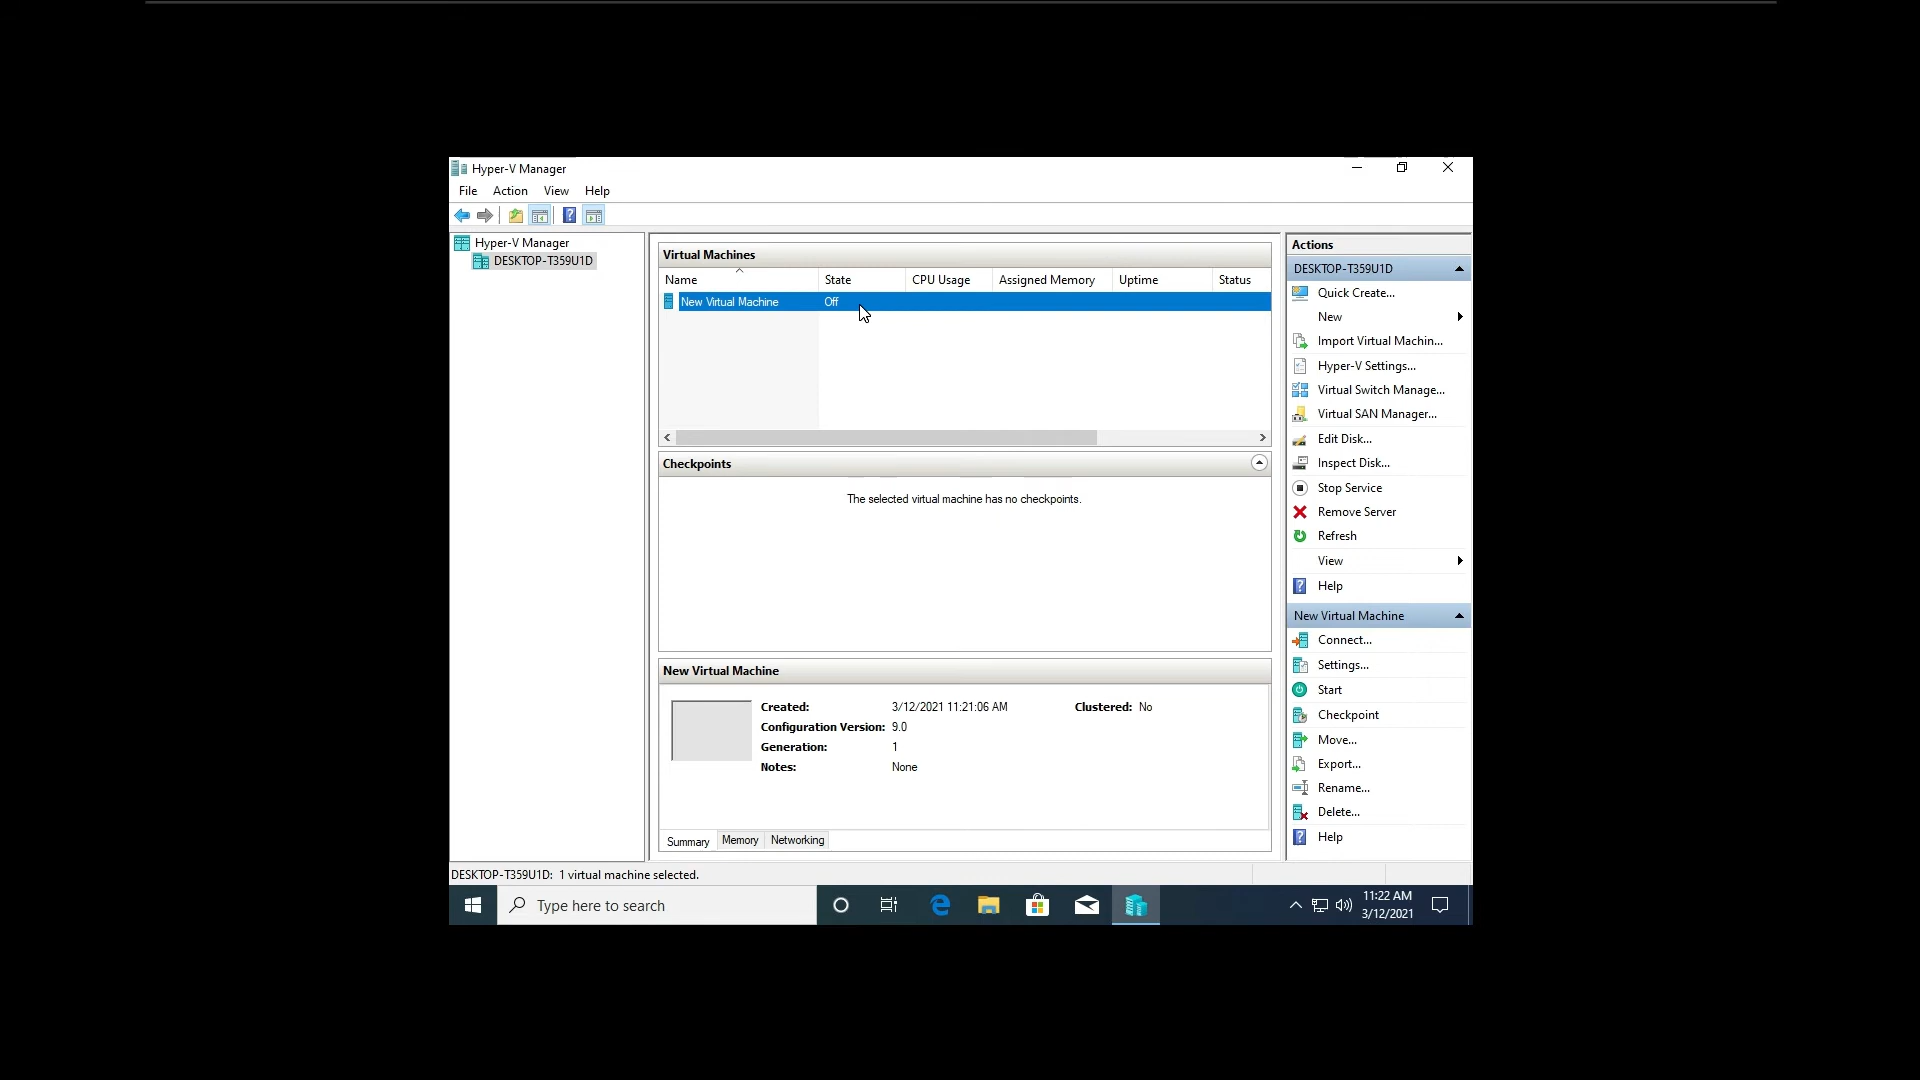 Hyper-V Manager
File Action View Help
Hyper-V Manager
DESKTOP-T359U1D
Virtual Machines
Name State CPU Usage Assigned Memory Uptime Status
New Virtual Machine Off
Checkpoints
The selected virtual machine has no checkpoints.
New Virtual Machine
Created: 3/12/2021 11:21:06 AM Clustered: No
Configuration Version: 9.0
Generation: 1
Notes: None
Summary Memory Networking
Actions
DESKTOP-T359U1D
Quick Create...
New
Import Virtual Machin...
Hyper-V Settings...
Virtual Switch Manage...
Virtual SAN Manager...
Edit Disk...
Inspect Disk...
Stop Service
Remove Server
Refresh
View
Help
New Virtual Machine
Connect...
Settings...
Start
Checkpoint
Move...
Export...
Rename...
Delete...
Help
DESKTOP-T359U1D: 1 virtual machine selected.
Type here to search
11:22 AM
3/12/2021